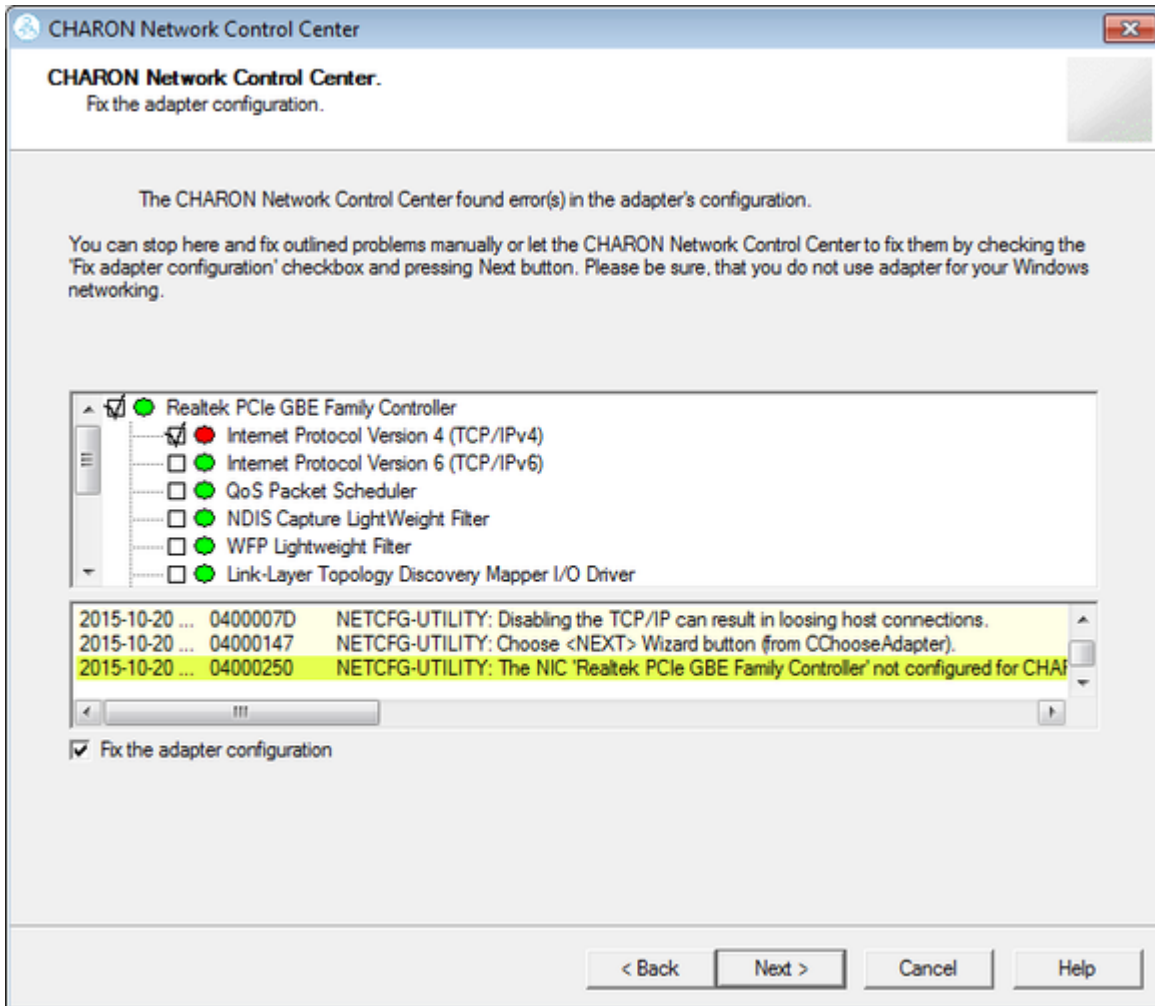 CHARON Network Control Center
CHARON Network Control Center.
Fix the adapter configuration.
The CHARON Network Control Center found error(s) in the adapter's configuration.
You can stop here and fix outlined problems manually or let the CHARON Network Control Center to fix them by checking the
'Fix adapter configuration' checkbox and pressing Next button. Please be sure, that you do not use adapter for your Windows
networking.
Realtek PCIe GBE Family Controller
Internet Protocol Version 4 (TCP/IPv4)
Internet Protocol Version 6 (TCP/IPv6)
QoS Packet Scheduler
NDIS Capture LightWeight Filter
WFP Lightweight Filter
Link-Layer Topology Discovery Mapper I/O Driver
2015-10-20 ... 0400007D NETCFG-UTILITY: Disabling the TCP/IP can result in loosing host connections.
2015-10-20 ... 04000147 NETCFG-UTILITY: Choose <NEXT> Wizard button (from CChooseAdapter).
2015-10-20 ... 04000250 NETCFG-UTILITY: The NIC 'Realtek PCIe GBE Family Controller' not configured for CHAR
Fix the adapter configuration
< Back Next > Cancel Help